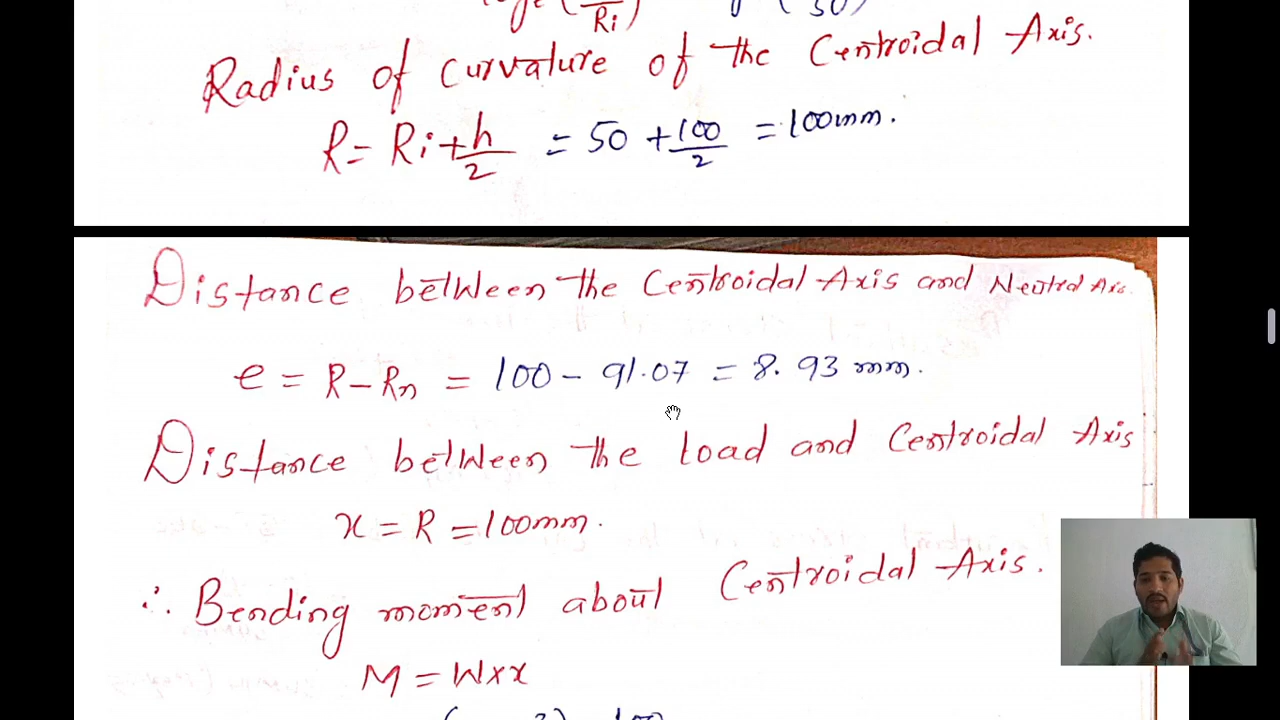 Ri) 50)
Radius of curvature of the Centroidal Axis.
R = Ri + h/2 = 50 + 100/2 = 100mm.
Distance between the Centroidal Axis and Neutral Axis.
e = R - Rn = 100 - 91.07 = 8.93 mm.
Distance between the load and Centroidal Axis
x = R = 100mm.
∴ Bending moment about Centroidal Axis.
M = W×x